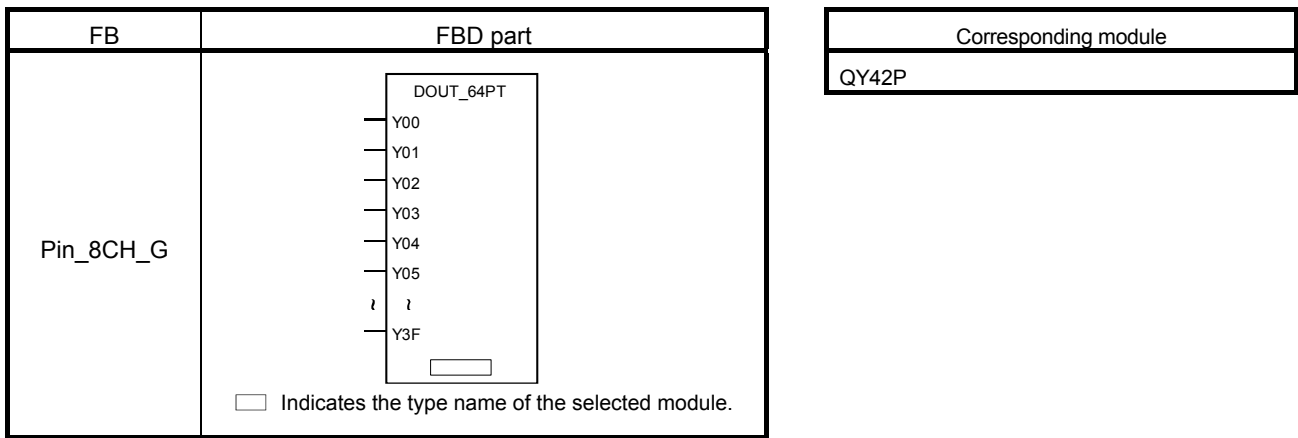 FB
FBD part
Pin_8CH_G
DOUT_64PT
Y00
Y01
Y02
Y03
Y04
Y05
~ ~
Y3F
Indicates the type name of the selected module.
Corresponding module
QY42P